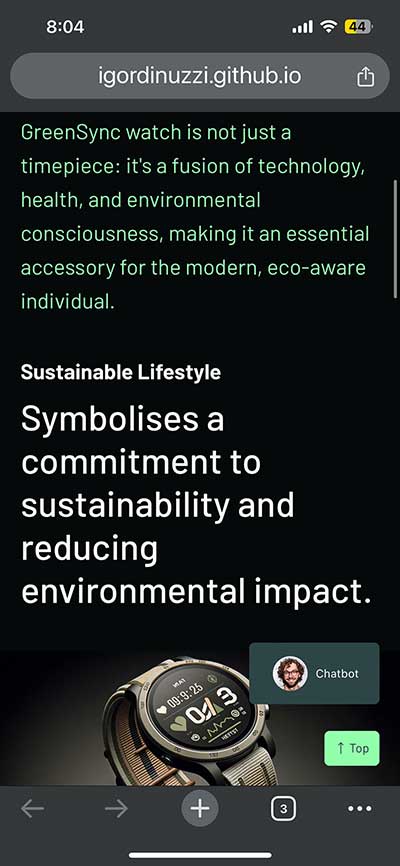 8:04
44
igordinuzzi.github.io
GreenSync watch is not just a
timepiece: it's a fusion of technology,
health, and environmental
consciousness, making it an essential
accessory for the modern, eco-aware
individual.
Sustainable Lifestyle
Symbolises a
commitment to
sustainability and
reducing
environmental impact.
Chatbot
↑ Top
3